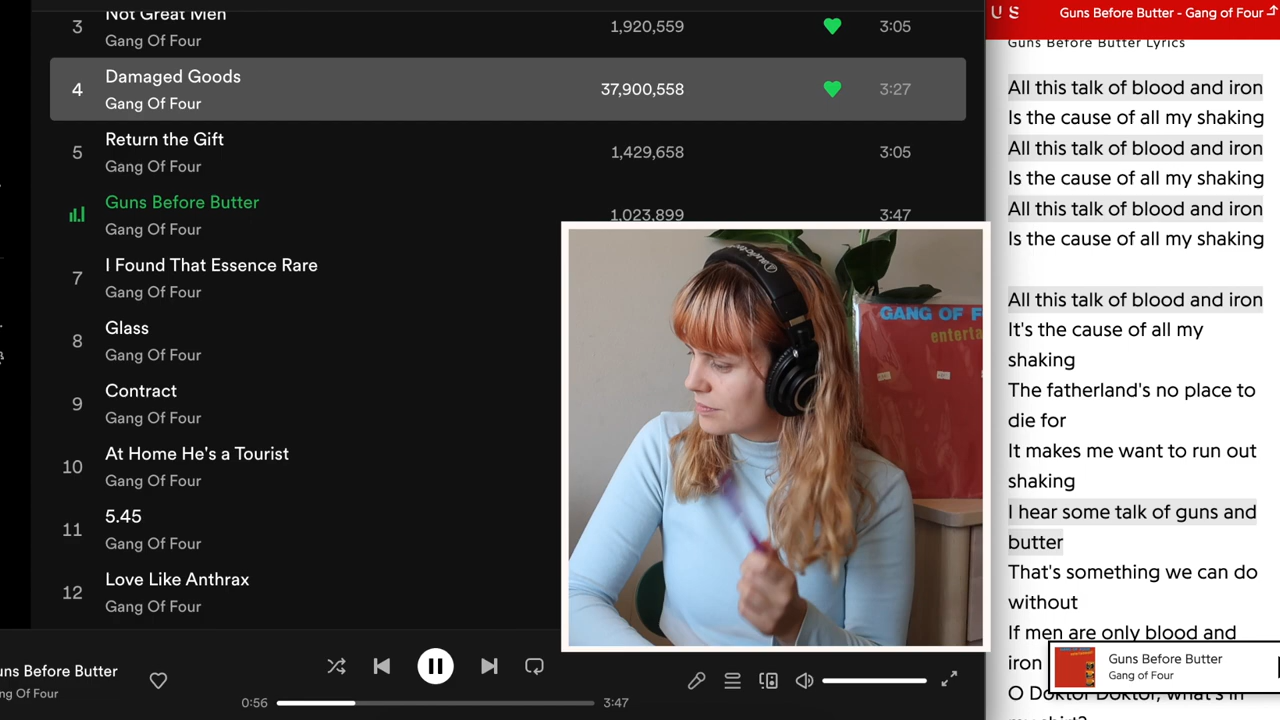 Not Great Men
3
1,920,559
3:05
Gang Of Four
Damaged Goods
4
37,900,558
3:27
Gang Of Four
Return the Gift
5
1,429,658
3:05
Gang Of Four
Guns Before Butter
1,023,899
3:47
Gang Of Four
I Found That Essence Rare
7
Gang Of Four
Glass
8
Gang Of Four
Contract
9
Gang Of Four
At Home He's a Tourist
10
Gang Of Four
5.45
11
Gang Of Four
Love Like Anthrax
12
Gang Of Four
uns Before Butter
ng Of Four
0:56
3:47
GANG OF F
enterta
U S
Guns Before Butter - Gang of Four
Guns Before Butter Lyrics
All this talk of blood and iron
Is the cause of all my shaking
All this talk of blood and iron
Is the cause of all my shaking
All this talk of blood and iron
Is the cause of all my shaking
All this talk of blood and iron
It's the cause of all my
shaking
The fatherland's no place to
die for
It makes me want to run out
shaking
I hear some talk of guns and
butter
That's something we can do
without
If men are only blood and
iron
O Doktor Doktor, what's in
my shirt?
Guns Before Butter
Gang of Four